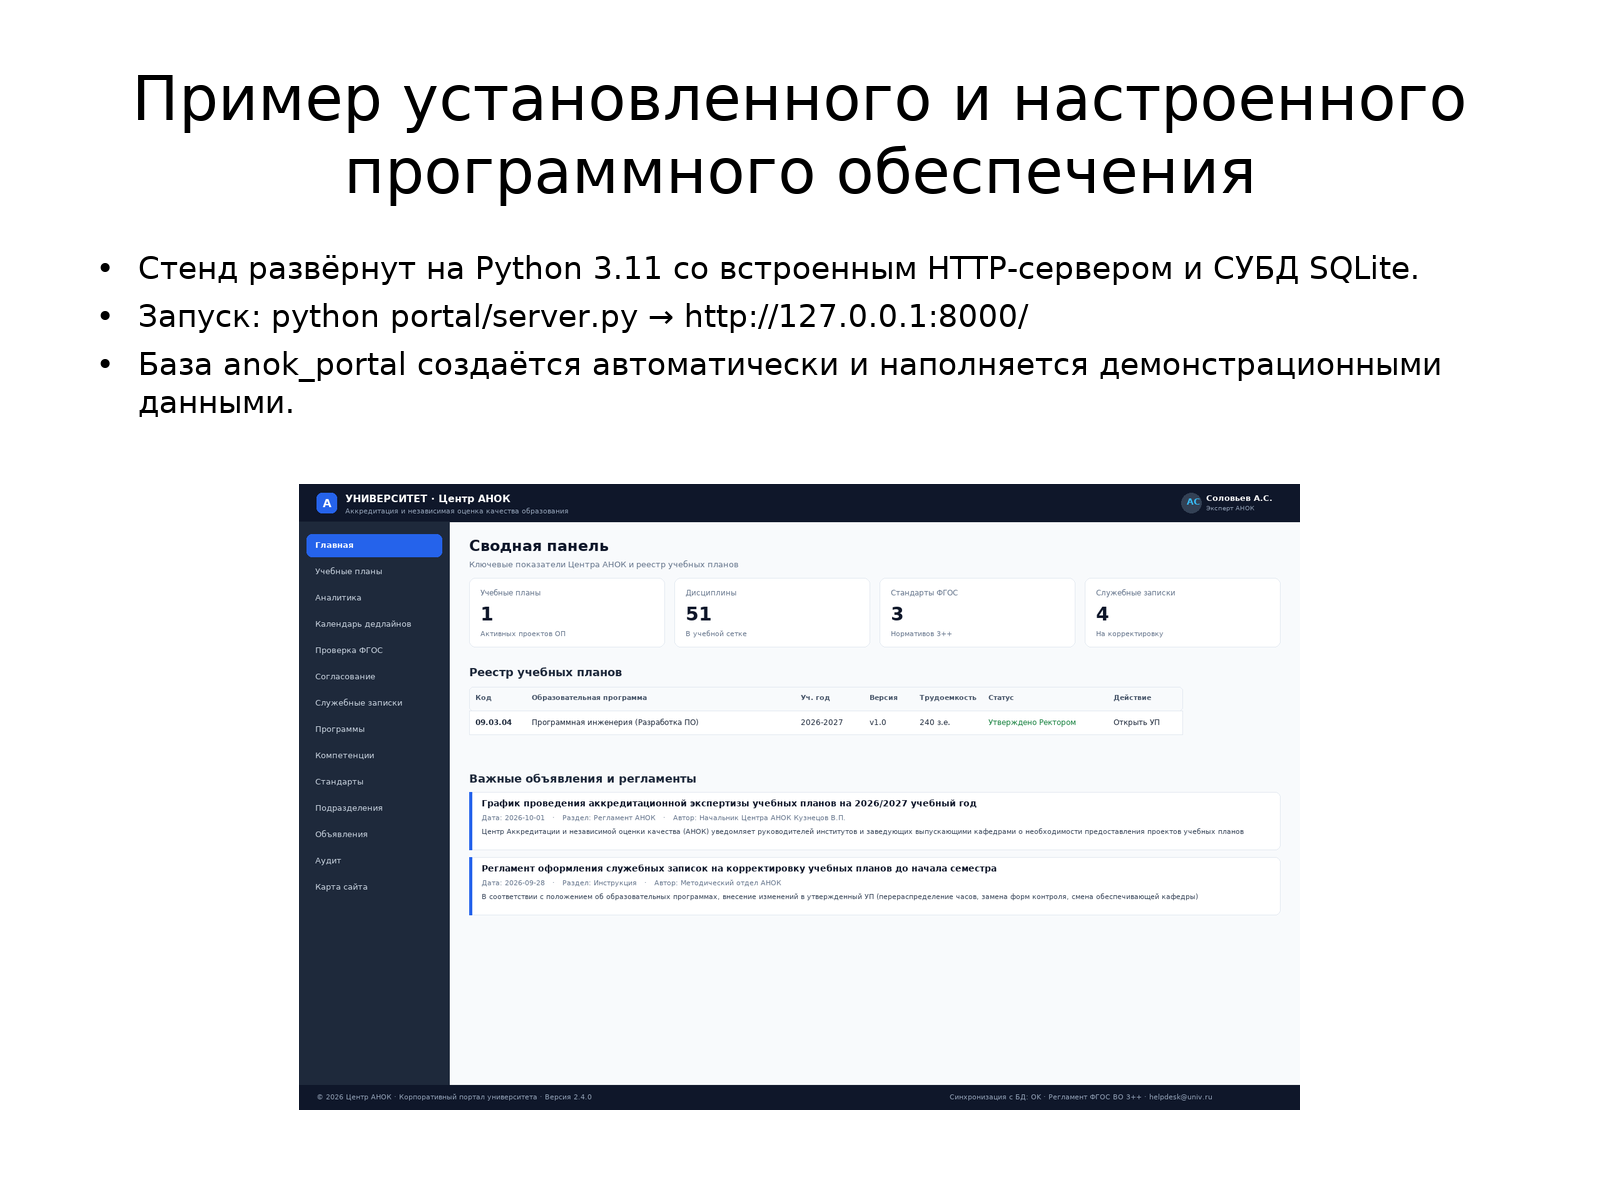 Пример установленного и настроенного
программного обеспечения
• Стенд развёрнут на Python 3.11 со встроенным HTTP-сервером и СУБД SQLite.
• Запуск: python portal/server.py → http://127.0.0.1:8000/
• База anok_portal создаётся автоматически и наполняется демонстрационными
данными.
А УНИВЕРСИТЕТ · Центр АНОК
Аккредитация и независимая оценка качества образования
АС Соловьев А.С.
Эксперт АНОК
Главная
Учебные планы
Аналитика
Календарь дедлайнов
Проверка ФГОС
Согласование
Служебные записки
Программы
Компетенции
Стандарты
Подразделения
Объявления
Аудит
Карта сайта
Сводная панель
Ключевые показатели Центра АНОК и реестр учебных планов
Учебные планы
1
Активных проектов ОП
Дисциплины
51
В учебной сетке
Стандарты ФГОС
3
Нормативов 3++
Служебные записки
4
На корректировку
Реестр учебных планов
Код Образовательная программа Уч. год Версия Трудоемкость Статус Действие
09.03.04 Программная инженерия (Разработка ПО) 2026-2027 v1.0 240 з.е. Утверждено Ректором Открыть УП
Важные объявления и регламенты
График проведения аккредитационной экспертизы учебных планов на 2026/2027 учебный год
Дата: 2026-10-01 · Раздел: Регламент АНОК · Автор: Начальник Центра АНОК Кузнецов В.П.
Центр Аккредитации и независимой оценки качества (АНОК) уведомляет руководителей институтов и заведующих выпускающими кафедрами о необходимости предоставления проектов учебных планов
Регламент оформления служебных записок на корректировку учебных планов до начала семестра
Дата: 2026-09-28 · Раздел: Инструкция · Автор: Методический отдел АНОК
В соответствии с положением об образовательных программах, внесение изменений в утвержденный УП (перераспределение часов, замена форм контроля, смена обеспечивающей кафедры)
© 2026 Центр АНОК · Корпоративный портал университета · Версия 2.4.0
Синхронизация с БД: OK · Регламент ФГОС ВО 3++ · helpdesk@univ.ru